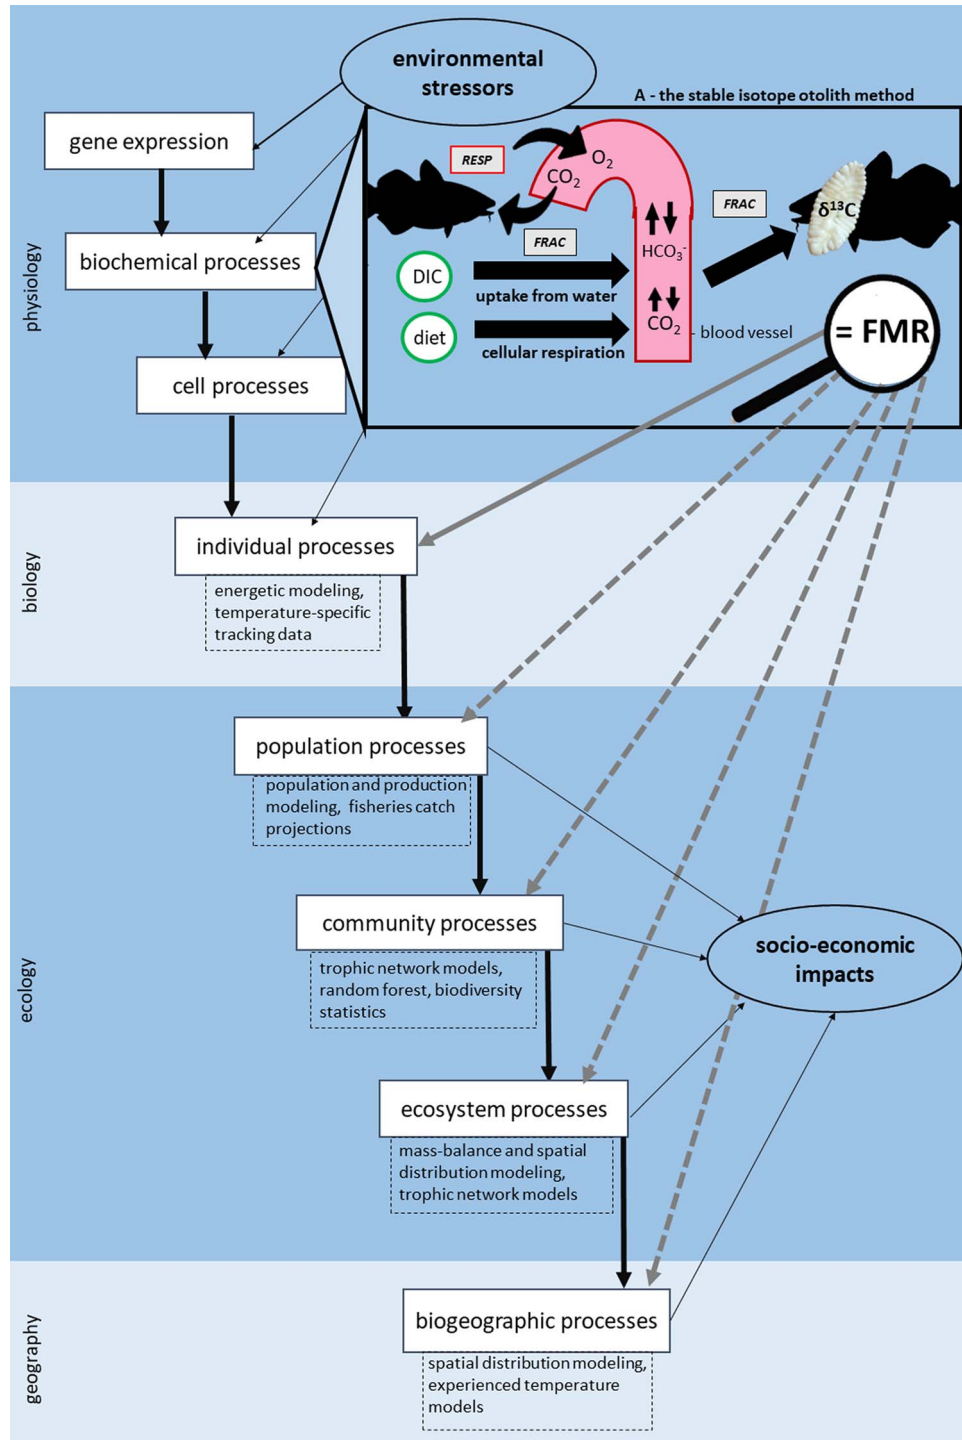 environmental
stressors
A - the stable isotope otolith method
gene expression
RESP
O₂
CO₂
FRAC
FRAC
δ¹³C
HCO₃⁻
biochemical processes
DIC
uptake from water
CO₂
diet
cellular respiration
- blood vessel
= FMR
cell processes
physiology
individual processes
energetic modeling,
temperature-specific
tracking data
biology
population processes
population and production
modeling, fisheries catch
projections
community processes
trophic network models,
random forest, biodiversity
statistics
socio-economic
impacts
ecology
ecosystem processes
mass-balance and spatial
distribution modeling,
trophic network models
biogeographic processes
spatial distribution modeling,
experienced temperature
models
geography